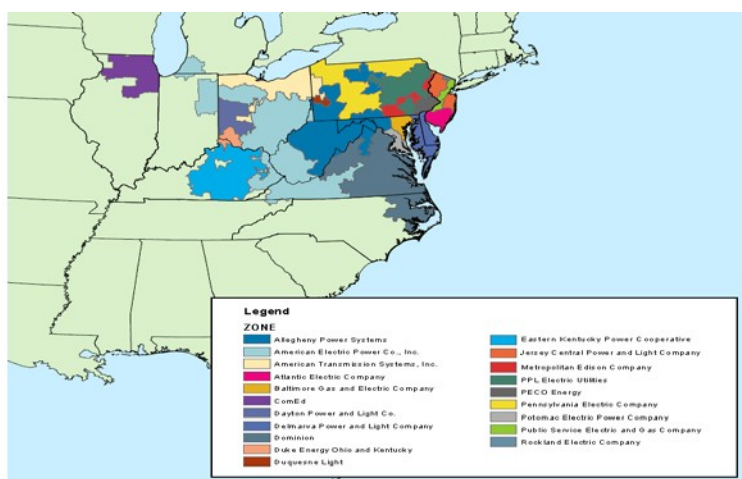 Legend
ZONE
Allegheny Power Systems
American Electric Power Co., Inc.
American Transmission Systems, Inc.
Atlantic Electric Company
Baltimore Gas and Electric Company
ComEd
Dayton Power and Light Co.
Delmarva Power and Light Company
Dominion
Duke Energy Ohio and Kentucky
Duquesne Light
Eastern Kentucky Power Cooperative
Jersey Central Power and Light Company
Metropolitan Edison Company
PPL Electric Utilities
PECO Energy
Pennsylvania Electric Company
Potomac Electric Power Company
Public Service Electric and Gas Company
Rockland Electric Company